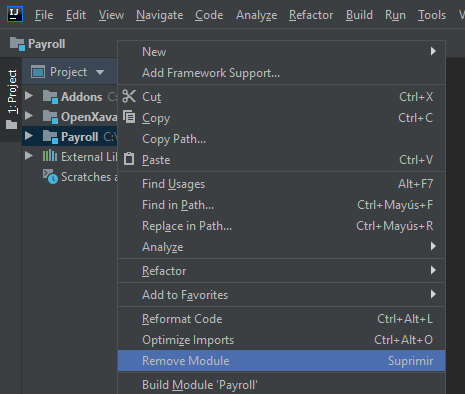 IJ File Edit View Navigate Code Analyze Refactor Build Run Tools
Payroll
1: Project
Project
Addons
OpenXava
Payroll
External Li
Scratches a
New
Add Framework Support...
Cut Ctrl+X
Copy Ctrl+C
Copy Path...
Paste Ctrl+V
Find Usages Alt+F7
Find in Path... Ctrl+Mayús+F
Replace in Path... Ctrl+Mayús+R
Analyze
Refactor
Add to Favorites
Reformat Code Ctrl+Alt+L
Optimize Imports Ctrl+Alt+O
Remove Module Suprimir
Build Module 'Payroll'